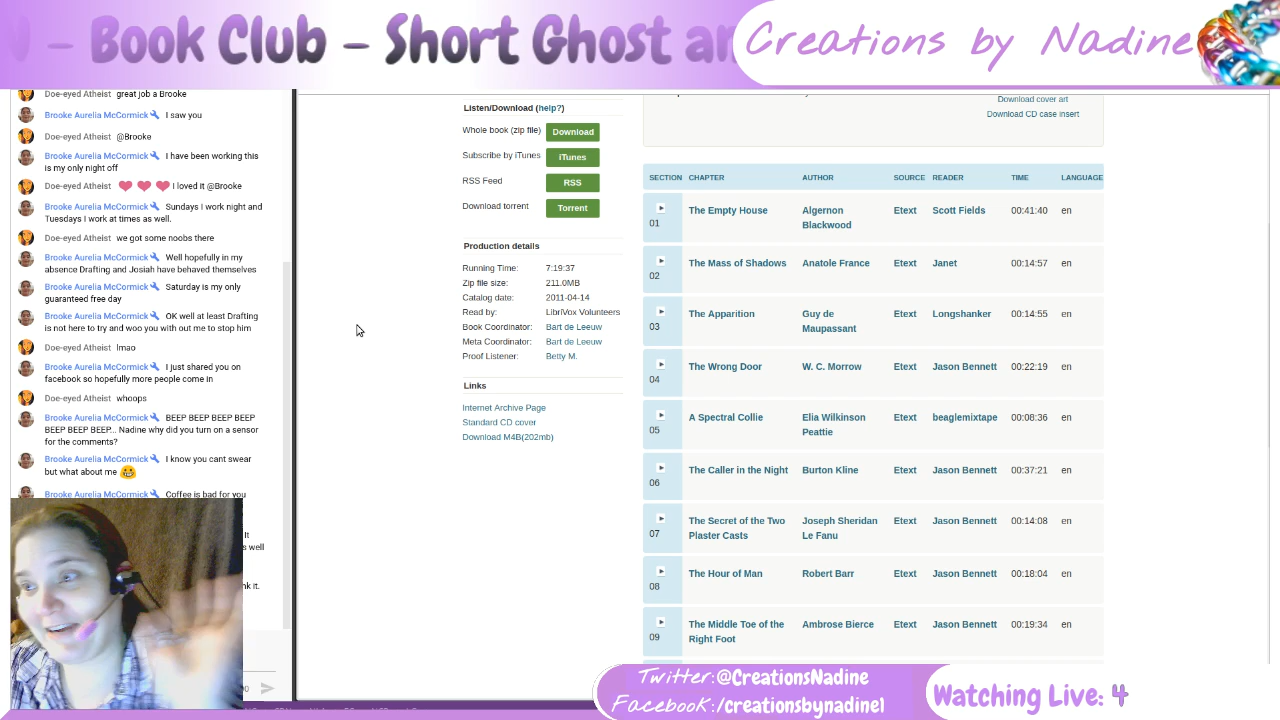 – Book Club – Short Ghost an
Creations by Nadine
Doe-eyed Atheist great job a Brooke
Brooke Aurelia McCormick I saw you
Doe-eyed Atheist @Brooke
Brooke Aurelia McCormick I have been working this
is my only night off
Doe-eyed Atheist I loved it @Brooke
Brooke Aurelia McCormick Sundays I work night and
Tuesdays I work at times as well.
Doe-eyed Atheist we got some noobs there
Brooke Aurelia McCormick Well hopefully in my
absence Drafting and Josiah have behaved themselves
Brooke Aurelia McCormick Saturday is my only
guaranteed free day
Brooke Aurelia McCormick OK well at least Drafting
is not here to try and woo you with out me to stop him
Doe-eyed Atheist lmao
Brooke Aurelia McCormick I just shared you on
facebook so hopefully more people come in
Doe-eyed Atheist whoops
Brooke Aurelia McCormick BEEP BEEP BEEP BEEP
BEEP BEEP BEEP... Nadine why did you turn on a sensor
for the comments?
Brooke Aurelia McCormick I know you cant swear
but what about me
Brooke Aurelia McCormick Coffee is bad for you
It
s well
nk it.
Listen/Download (help?)
Whole book (zip file) Download
Subscribe by iTunes iTunes
RSS Feed RSS
Download torrent Torrent
Production details
Running Time: 7:19:37
Zip file size: 211.0MB
Catalog date: 2011-04-14
Read by: LibriVox Volunteers
Book Coordinator: Bart de Leeuw
Meta Coordinator: Bart de Leeuw
Proof Listener: Betty M.
Links
Internet Archive Page
Standard CD cover
Download M4B(202mb)
Download cover art
Download CD case insert
SECTION CHAPTER AUTHOR SOURCE READER TIME LANGUAGE
01 The Empty House Algernon Blackwood Etext Scott Fields 00:41:40 en
02 The Mass of Shadows Anatole France Etext Janet 00:14:57 en
03 The Apparition Guy de Maupassant Etext Longshanker 00:14:55 en
04 The Wrong Door W. C. Morrow Etext Jason Bennett 00:22:19 en
05 A Spectral Collie Elia Wilkinson Peattie Etext beaglemixtape 00:08:36 en
06 The Caller in the Night Burton Kline Etext Jason Bennett 00:37:21 en
07 The Secret of the Two Plaster Casts Joseph Sheridan Le Fanu Etext Jason Bennett 00:14:08 en
08 The Hour of Man Robert Barr Etext Jason Bennett 00:18:04 en
09 The Middle Toe of the Right Foot Ambrose Bierce Etext Jason Bennett 00:19:34 en
Twitter:@CreationsNadine
Facebook:/creationsbynadine1
Watching Live: 4